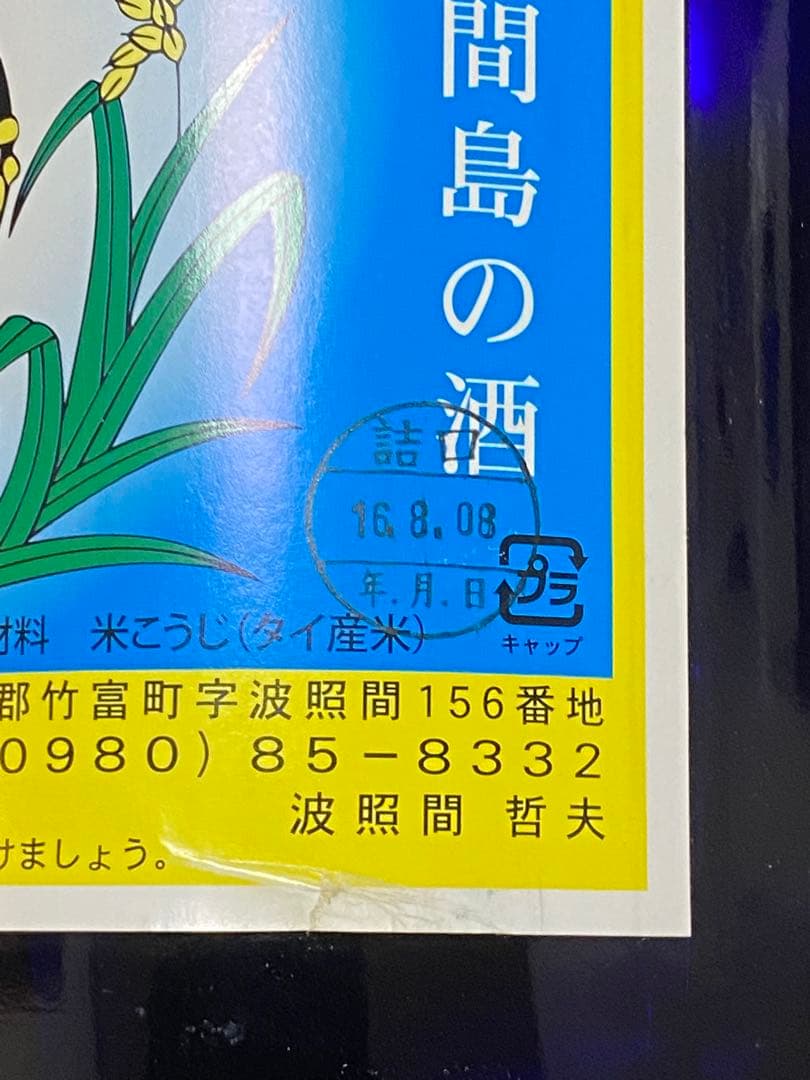 間島の酒
詰口
16.8.08
年.月.日
プラ
キャップ
材料 米こうじ(タイ産米)
郡竹富町字波照間156番地
0980) 85-8332
波照間 哲夫
けましょう。